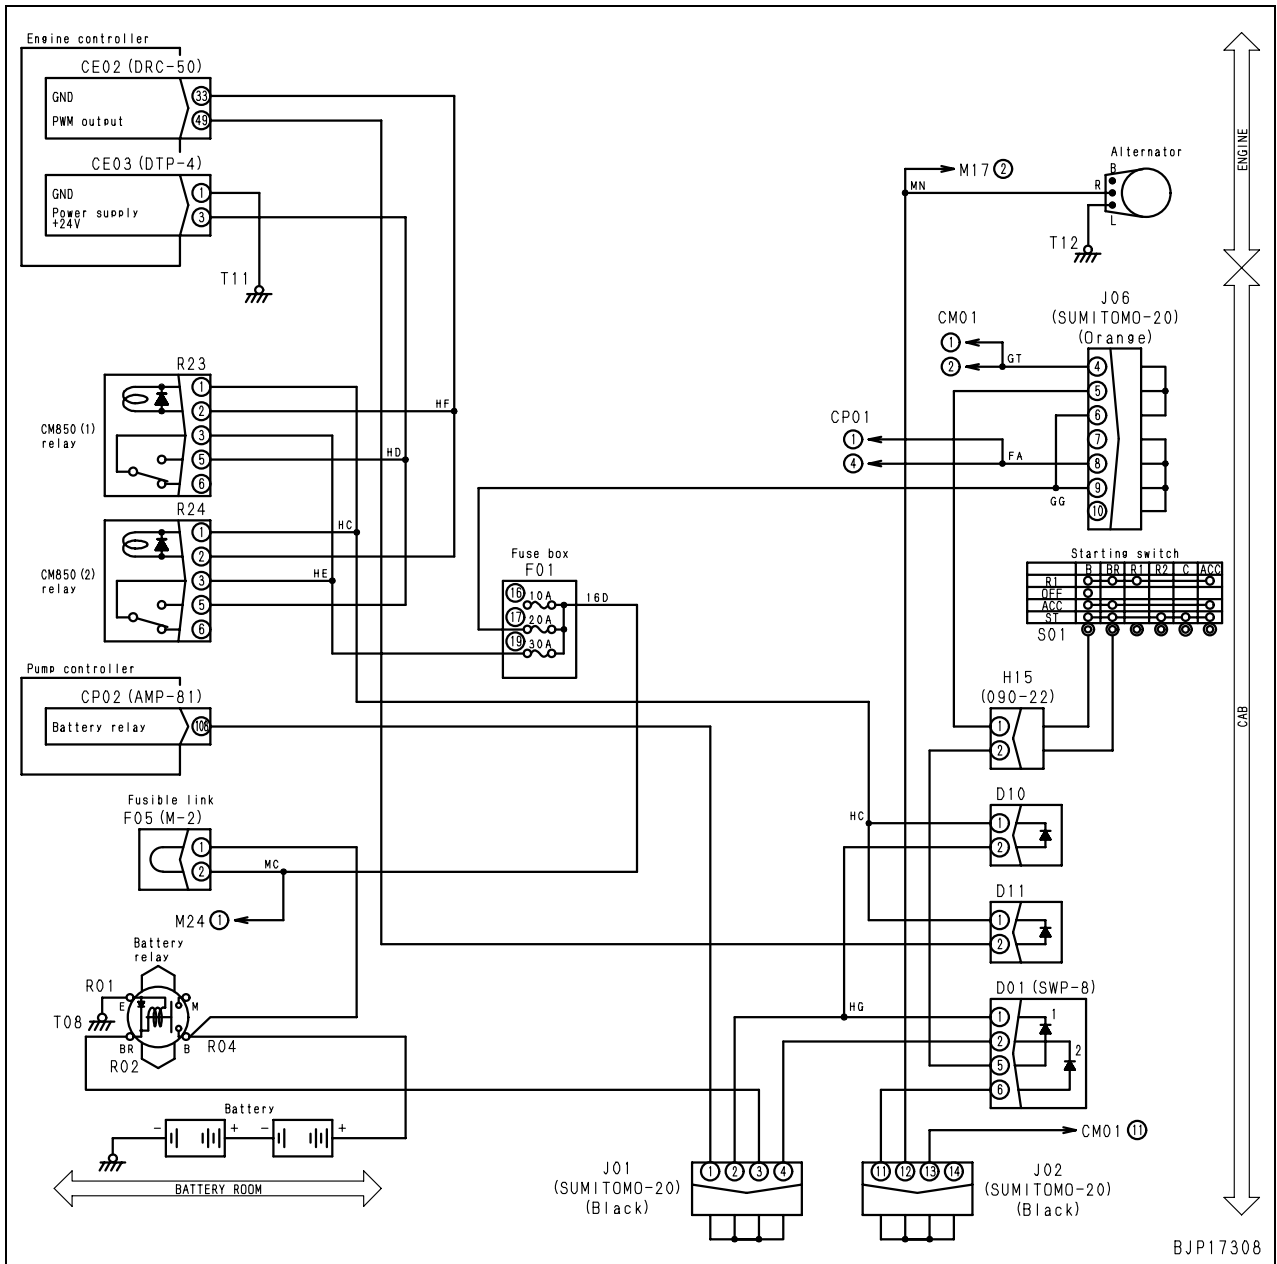 Engine controller
CE02 (DRC-50)
GND
33
PWM output
49
CE03 (DTP-4)
GND
1
Power supply
+24V
3
T11
M17 2
MN
Alternator
B
R
L
T12
ENGINE
J06
(SUMITOMO-20)
(Orange)
CM01
1
2
GT
4
5
6
7
8
9
10
CP01
1
4
FA
GG
R23
CM850 (1)
relay
1
2
3
5
6
HF
HD
R24
CM850 (2)
relay
1
2
3
5
6
HC
HE
Fuse box
F01
16
10A
17
20A
19
30A
16D
Starting switch
B BR R1 R2 C ACC
R1
OFF
ACC
ST
S01
Pump controller
CP02 (AMP-81)
Battery relay
108
H15
(090-22)
1
2
CAB
Fusible link
F05 (M-2)
1
2
MC
M24 1
D10
HC
1
2
D11
1
2
Battery
relay
R01
E
M
T08
BR
B
R04
R02
D01 (SWP-8)
HG
1
2
5
6
1
2
Battery
- + - +
BATTERY ROOM
CM01 11
J01
(SUMITOMO-20)
(Black)
1 2 3 4
11 12 13 14
J02
(SUMITOMO-20)
(Black)
BJP17308